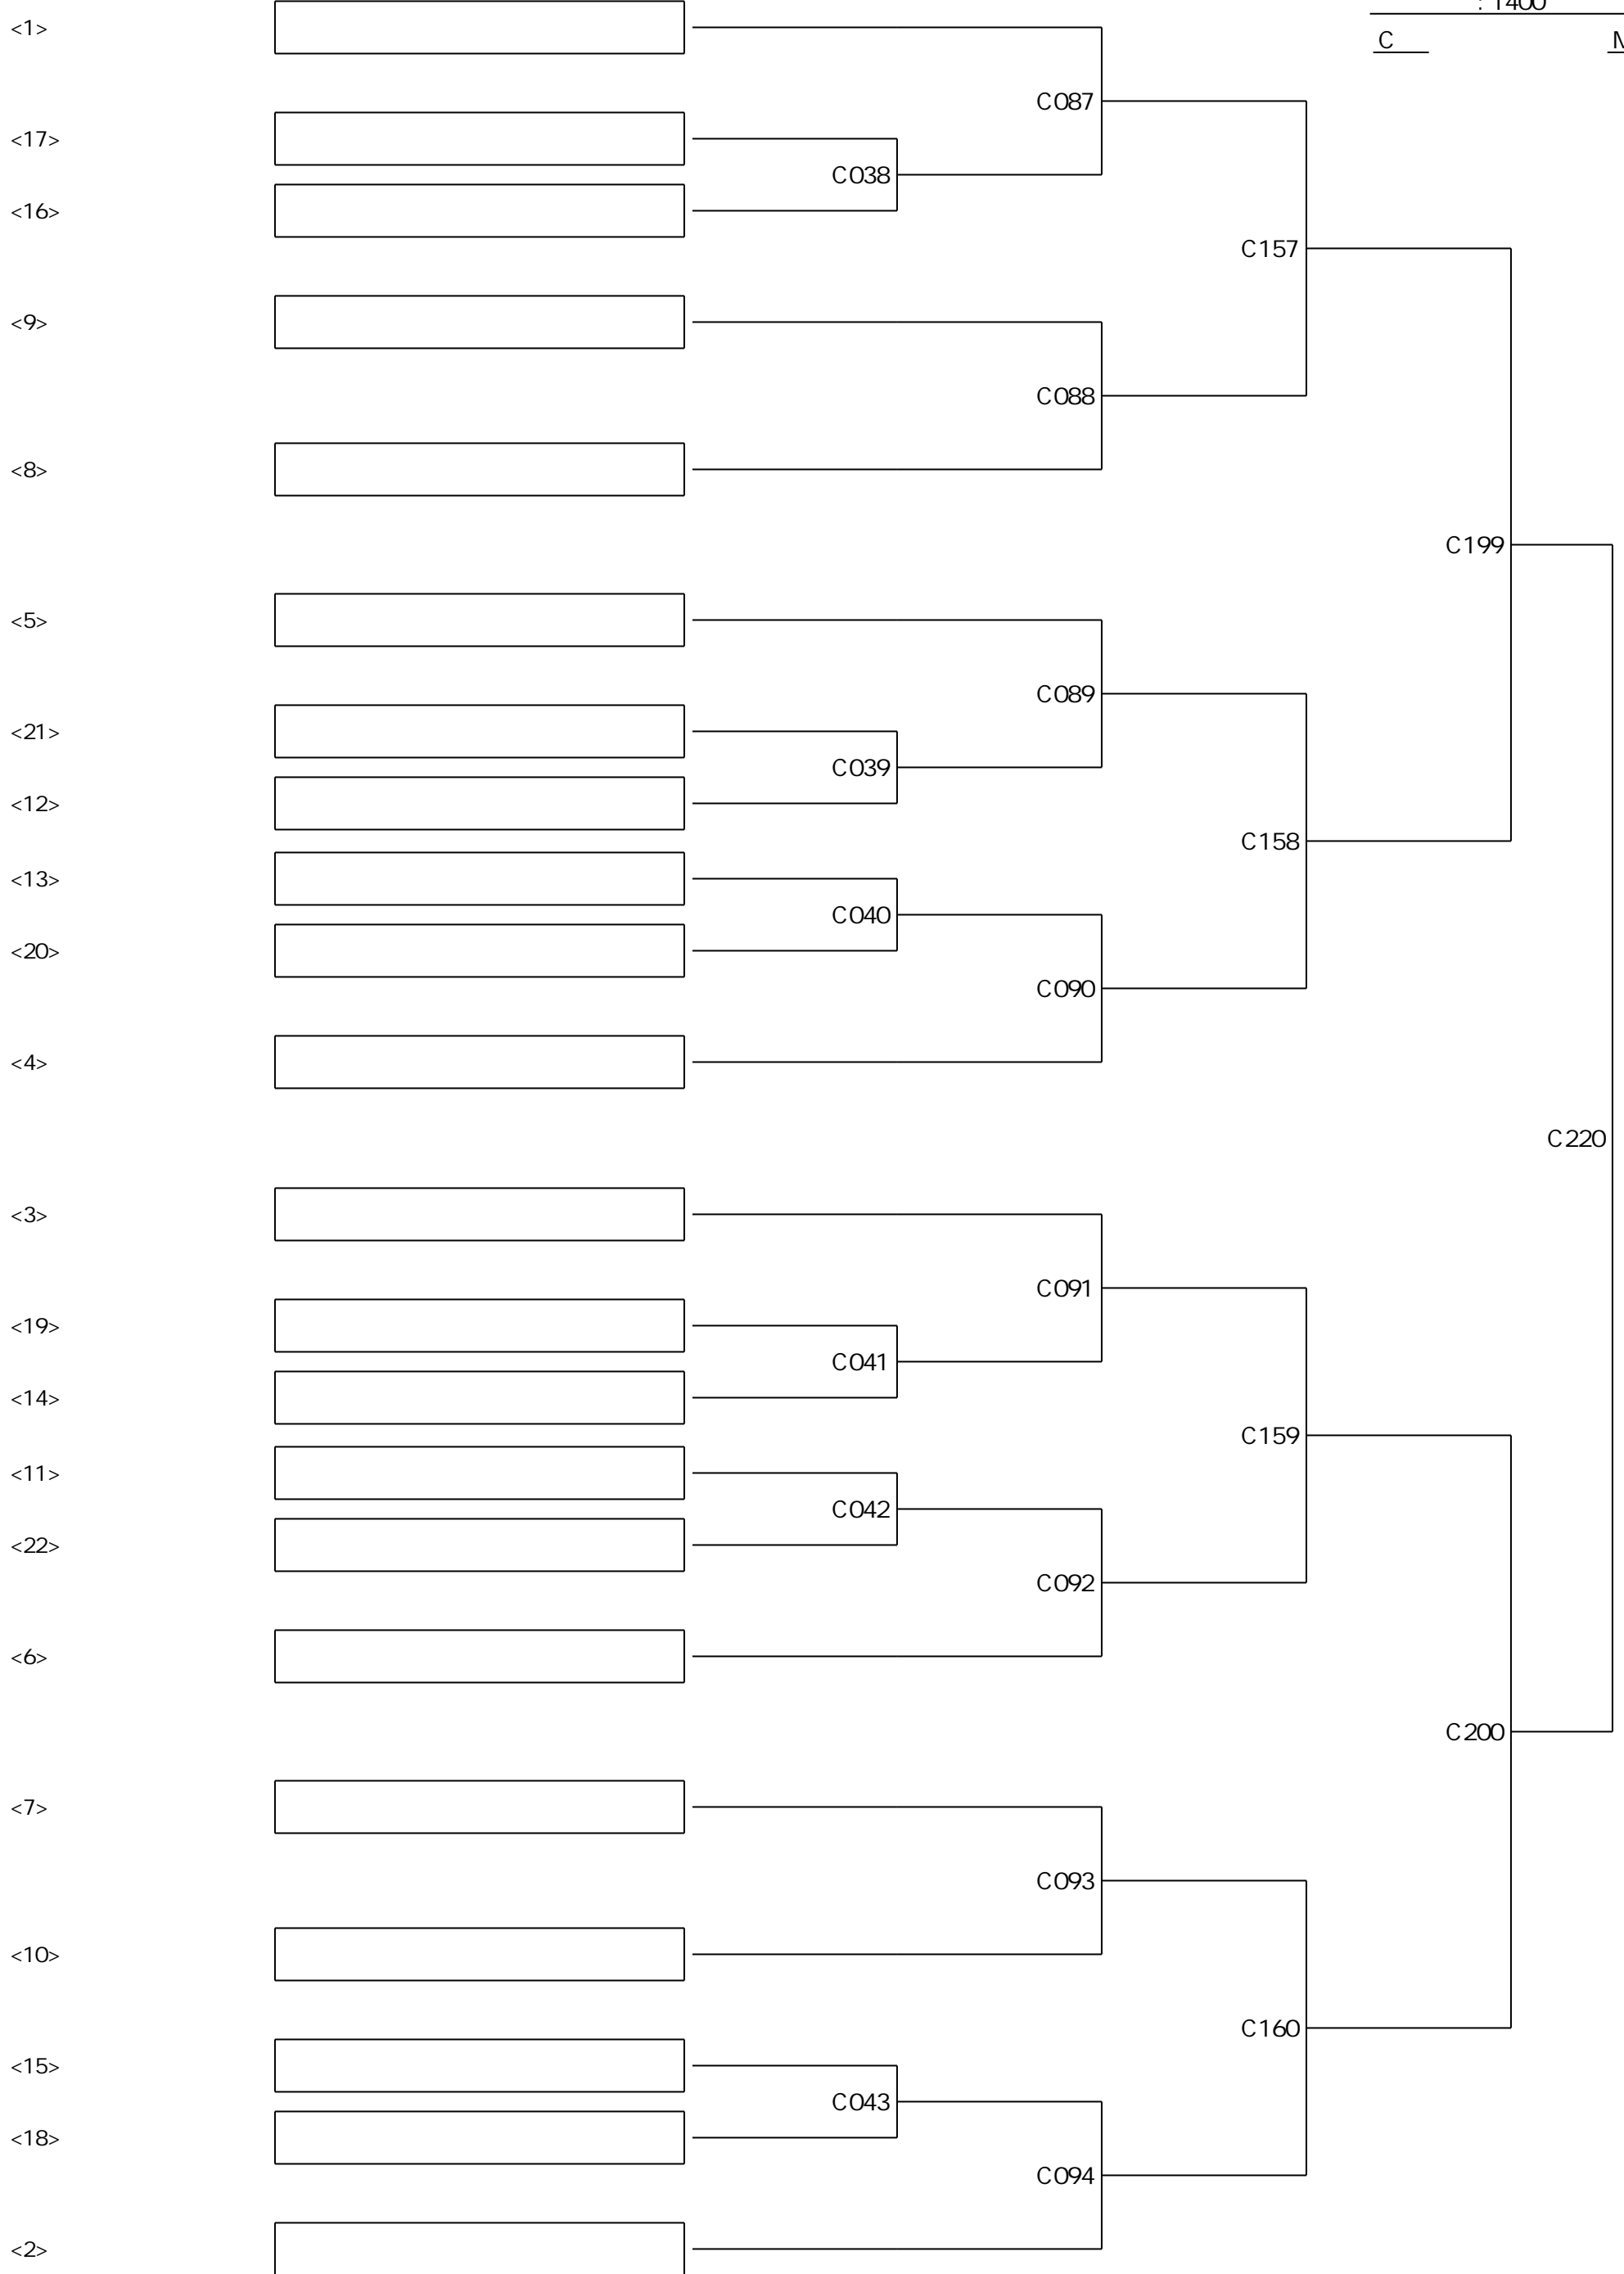 : 1400
<1>
C
C087
<17>
C038
<16>
C157
<9>
C088
<8>
C199
<5>
C089
<21>
C039
<12>
C158
<13>
C040
<20>
C090
<4>
C220
<3>
C091
<19>
C041
<14>
C159
<11>
C042
<22>
C092
<6>
C200
<7>
C093
<10>
C160
<15>
C043
<18>
C094
<2>